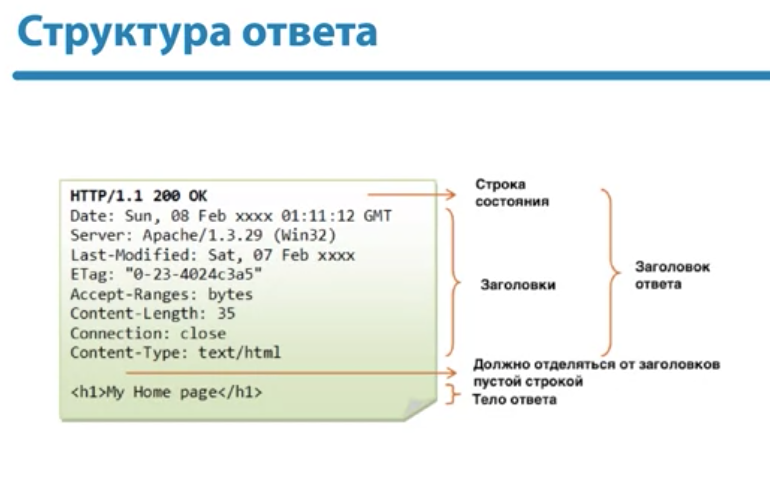 Структура ответа
HTTP/1.1 200 OK
Date: Sun, 08 Feb xxxx 01:11:12 GMT
Server: Apache/1.3.29 (Win32)
Last-Modified: Sat, 07 Feb xxxx
ETag: "0-23-4024c3a5"
Accept-Ranges: bytes
Content-Length: 35
Connection: close
Content-Type: text/html
<h1>My Home page</h1>
Строка
состояния
Заголовки
Заголовок
ответа
Должно отделяться от заголовков
пустой строкой
Тело ответа